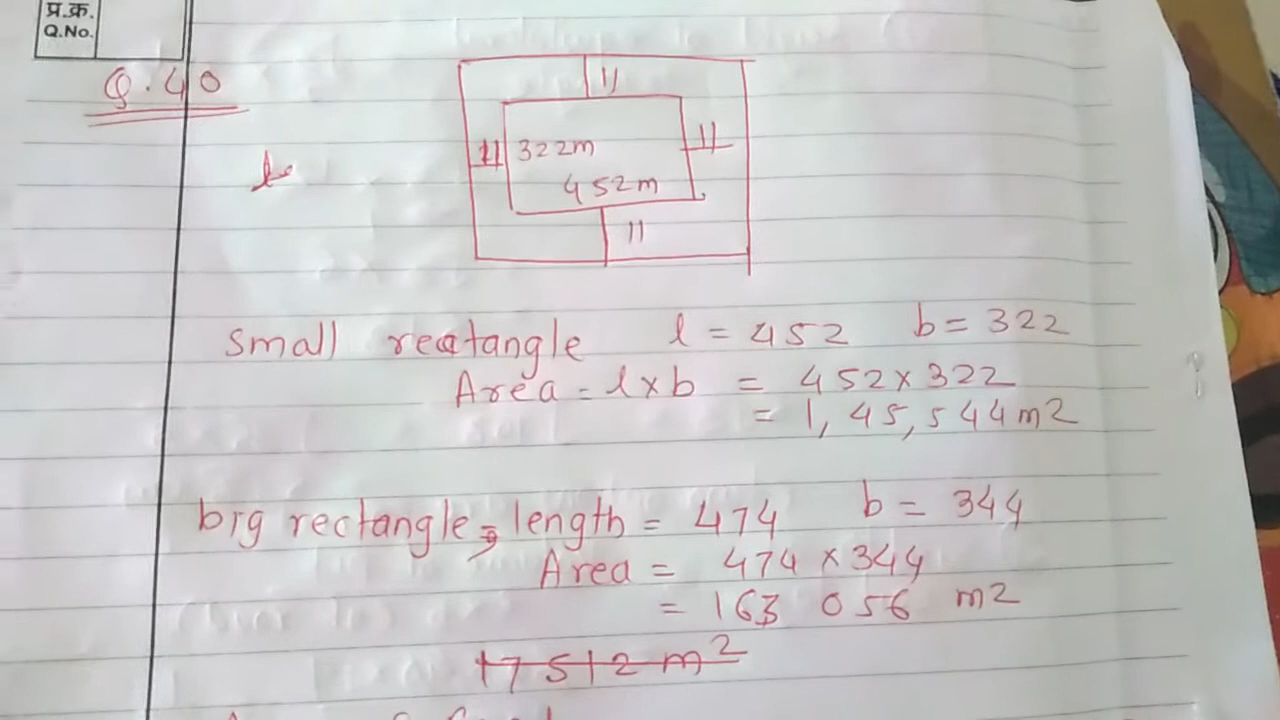 प्र.क्र.
Q.No.
Q.40
11
11 322m 11
452m
11
small rectangle l = 452 b = 322
Area = l x b = 452 x 322
= 1,45,544 m2
big rectangle, length = 474 b = 344
Area = 474 x 344
= 163 056 m2
17512 m²